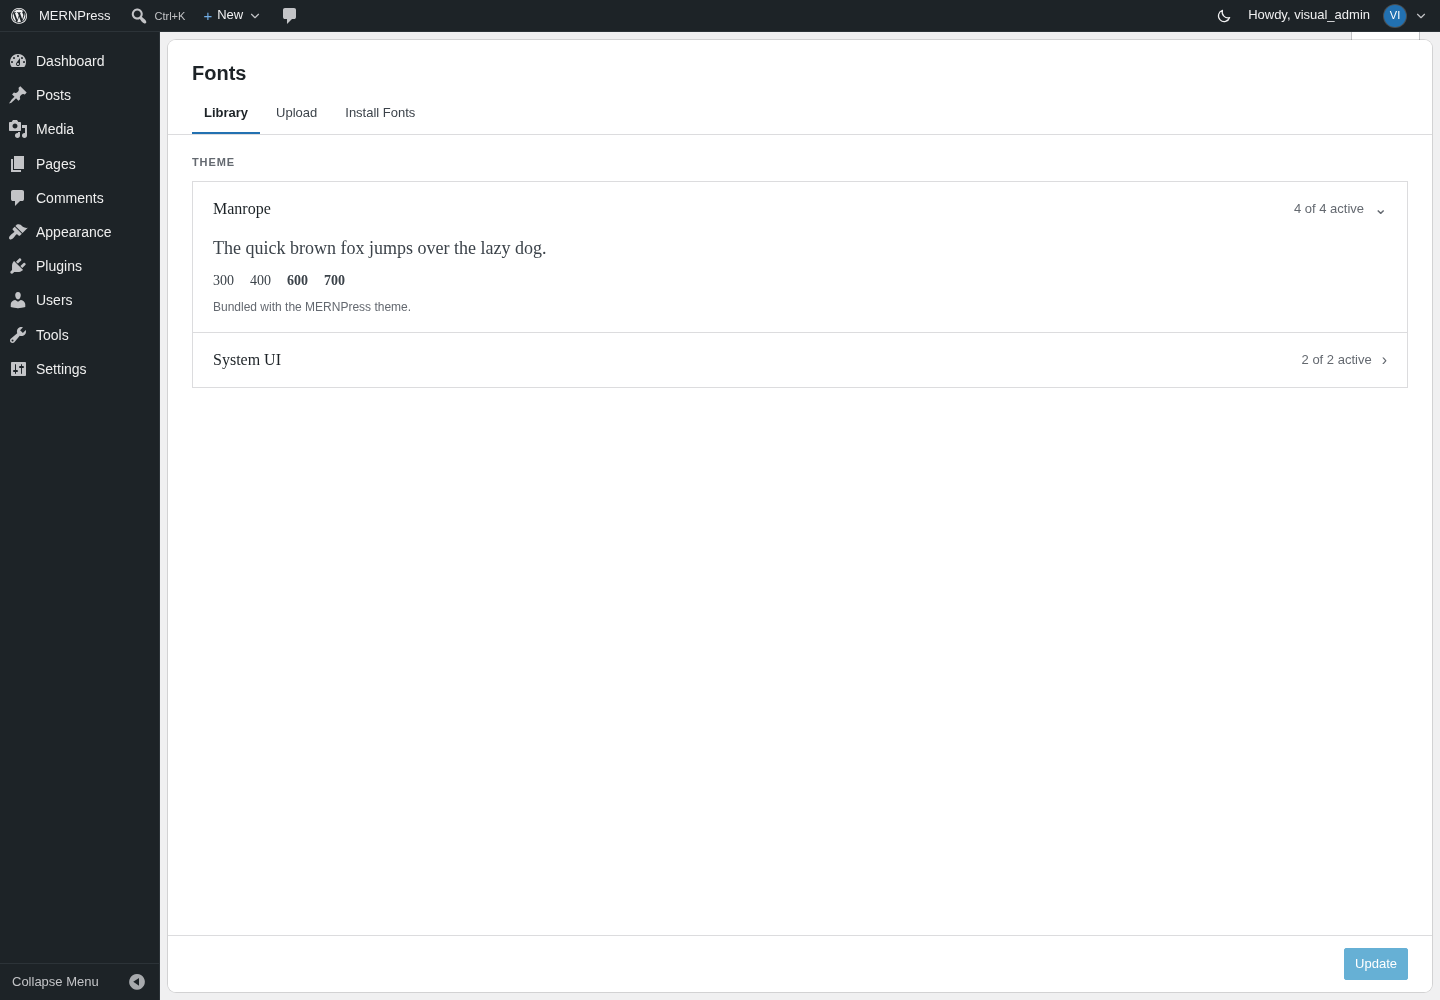 MERNPress
Ctrl+K
+ New
Howdy, visual_admin
VI
Dashboard
Posts
Media
Pages
Comments
Appearance
Plugins
Users
Tools
Settings
Collapse Menu
Fonts
Library
Upload
Install Fonts
THEME
Manrope
4 of 4 active
The quick brown fox jumps over the lazy dog.
300 400 600 700
Bundled with the MERNPress theme.
System UI
2 of 2 active
Update